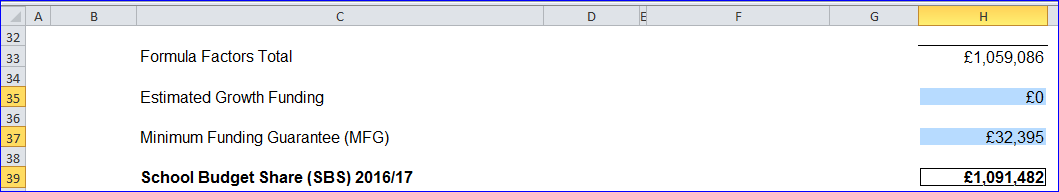 A B C D E F G H
32
33 Formula Factors Total £1,059,086
34
35 Estimated Growth Funding £0
36
37 Minimum Funding Guarantee (MFG) £32,395
38
39 School Budget Share (SBS) 2016/17 £1,091,482